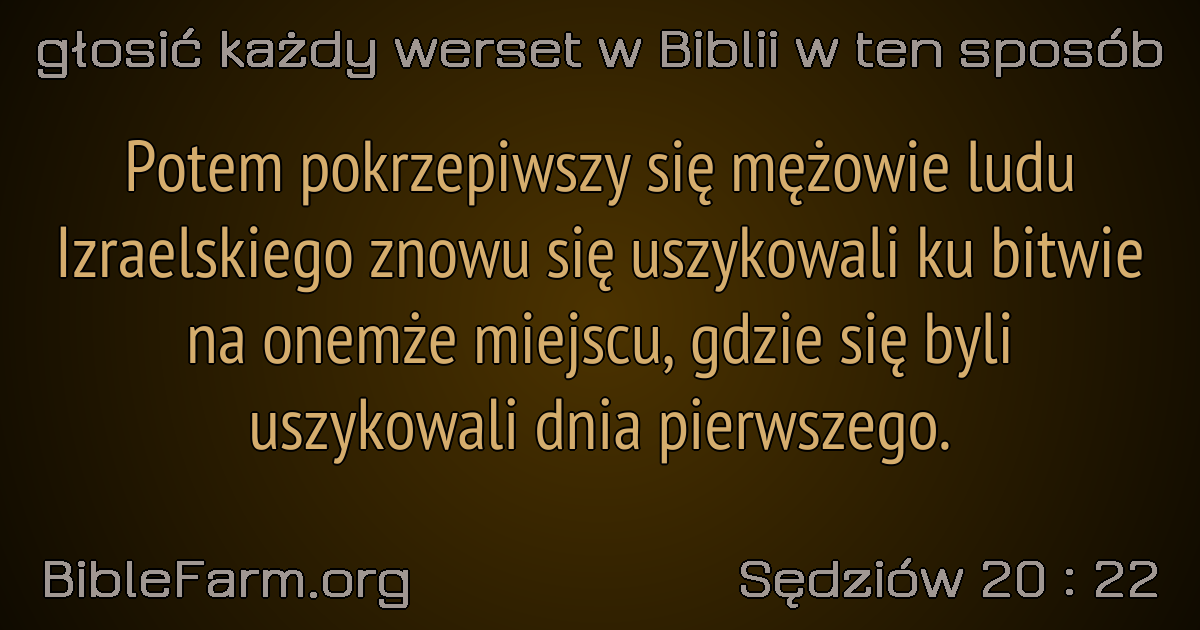 głosić każdy werset w Biblii w ten sposób
Potem pokrzepiwszy się mężowie ludu
Izraelskiego znowu się uszykowali ku bitwie
na onemże miejscu, gdzie się byli
uszykowali dnia pierwszego.
BibleFarm.org
Sędziów 20 : 22